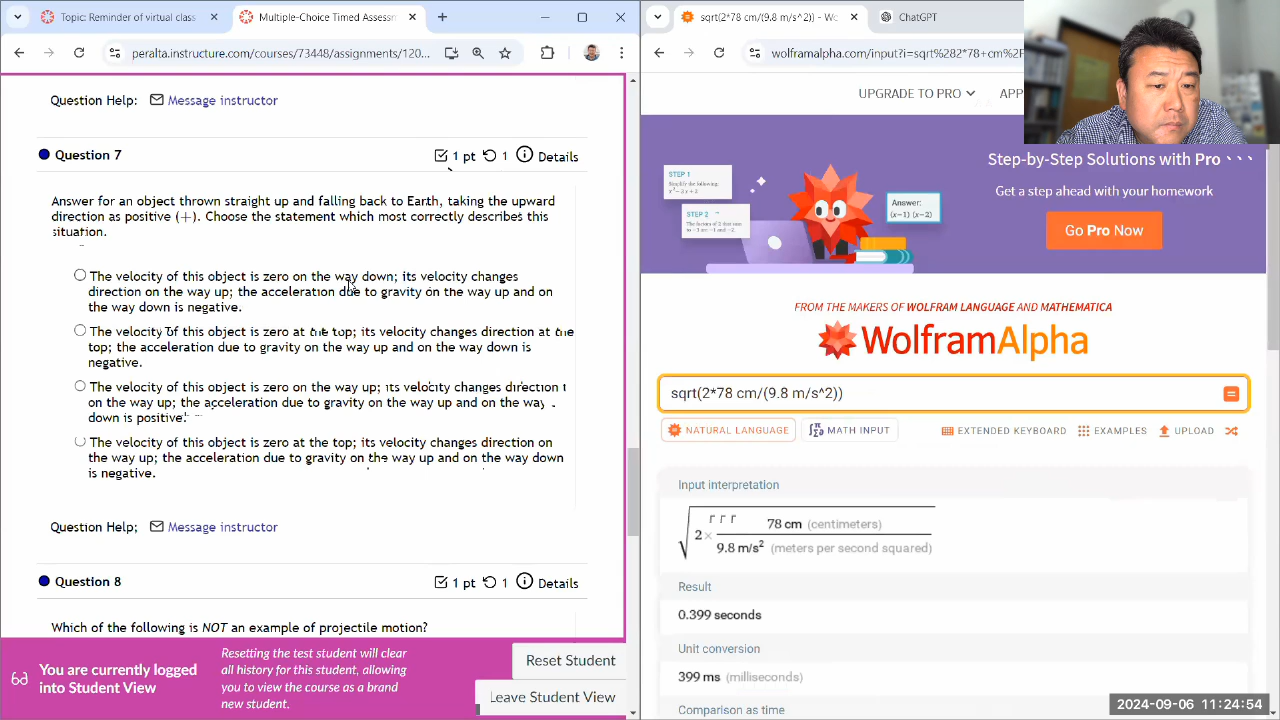 Topic: Reminder of virtual class
Multiple-Choice Timed Assessm
sqrt(2*78 cm/(9.8 m/s^2)) - Wo
ChatGPT
peralta.instructure.com/courses/73448/assignments/120...
wolframalpha.com/input?i=sqrt%282*78+cm%2F
UPGRADE TO PRO
APP
Question Help: Message instructor
Question 7
1 pt 1 Details
Answer for an object thrown straight up and falling back to Earth, taking the upward
direction as positive (+). Choose the statement which most correctly describes this
situation.
The velocity of this object is zero on the way down; its velocity changes
direction on the way up; the acceleration due to gravity on the way up and on
the way down is negative.
The velocity of this object is zero at the top; its velocity changes direction at the
top; the acceleration due to gravity on the way up and on the way down is
negative.
The velocity of this object is zero on the way up; its velocity changes direction
on the way up; the acceleration due to gravity on the way up and on the
down is positive.
The velocity of this object is zero at the top; its velocity changes direction on
the way up; the acceleration due to gravity on the way up and on the way down
is negative.
Question Help: Message instructor
Question 8
1 pt 1 Details
Which of the following is NOT an example of projectile motion?
You are currently logged
into Student View
Resetting the test student will clear
all history for this student, allowing
you to view the course as a brand
new student.
Reset Student
Leave Student View
STEP 1
STEP 2
Answer:
(x−1) (x−2)
Step-by-Step Solutions with Pro
Get a step ahead with your homework
Go Pro Now
FROM THE MAKERS OF WOLFRAM LANGUAGE AND MATHEMATICA
WolframAlpha
sqrt(2*78 cm/(9.8 m/s^2))
NATURAL LANGUAGE
MATH INPUT
EXTENDED KEYBOARD
EXAMPLES
UPLOAD
Input interpretation
√ 2 × 78 cm (centimeters)
9.8 m/s² (meters per second squared)
Result
0.399 seconds
Unit conversion
399 ms (milliseconds)
Comparison as time
2024-09-06 11:24:54